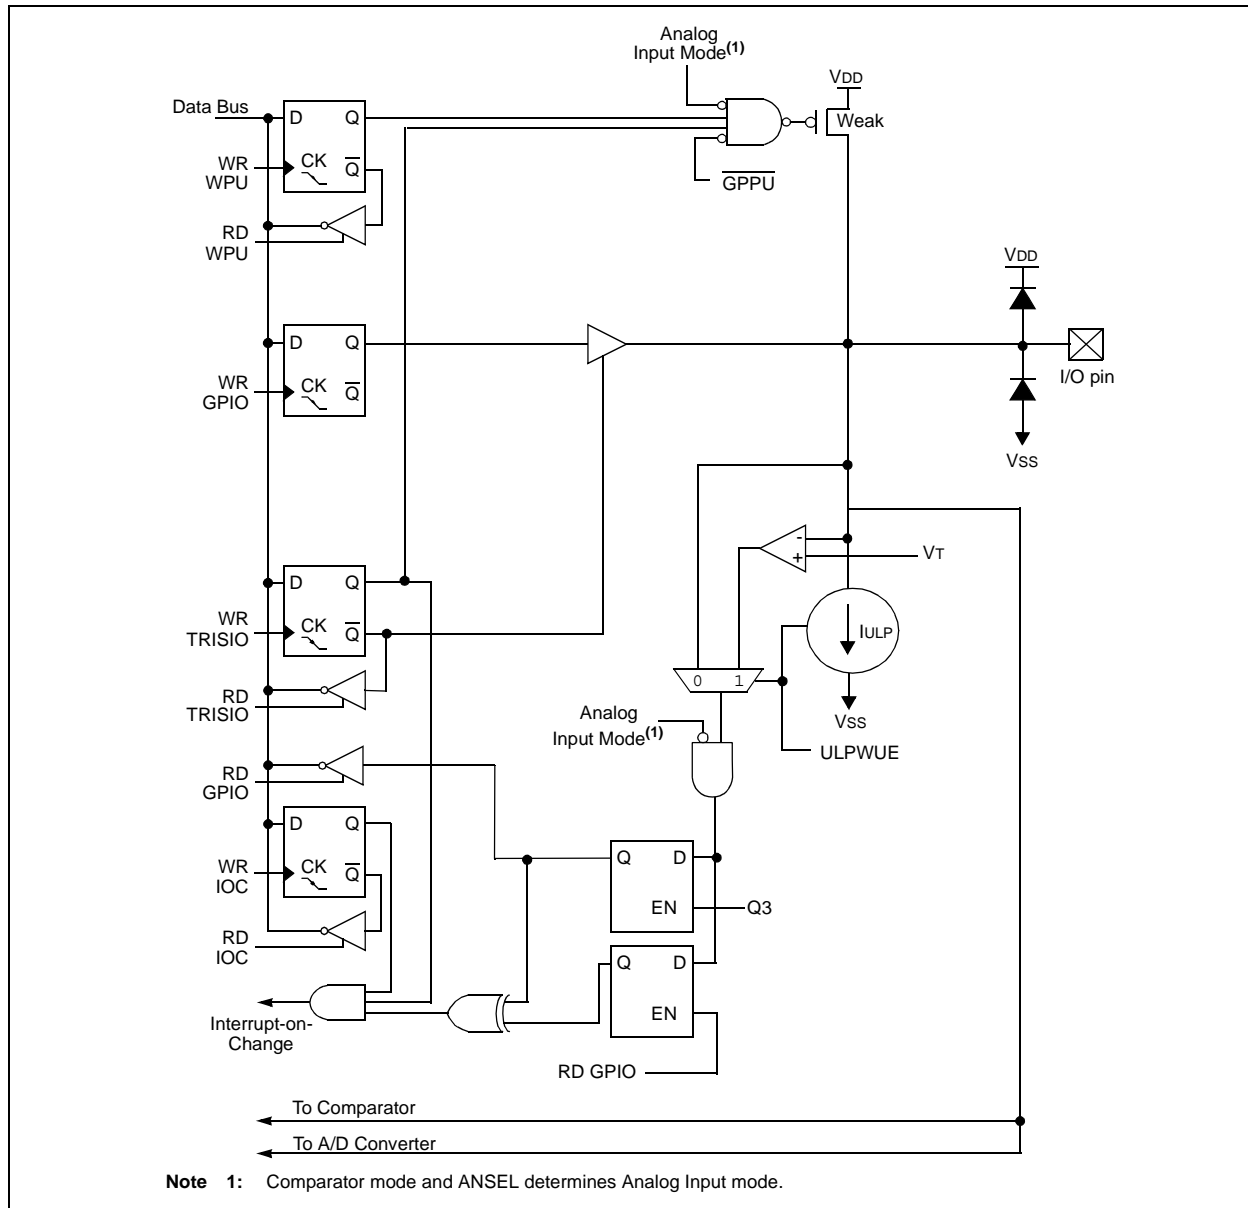 Analog
Input Mode(1)
VDD
Data Bus
D Q
Weak
WR
WPU
CK Q
GPPU
RD
WPU
VDD
D Q
I/O pin
WR
GPIO
CK Q
VSS
-
+
VT
D Q
WR
TRISIO
CK Q
IULP
0 1
RD
TRISIO
VSS
Analog
Input Mode(1)
ULPWUE
RD
GPIO
D Q
Q D
WR
IOC
CK Q
EN
Q3
RD
IOC
Q D
EN
Interrupt-on-
Change
RD GPIO
To Comparator
To A/D Converter
Note 1: Comparator mode and ANSEL determines Analog Input mode.